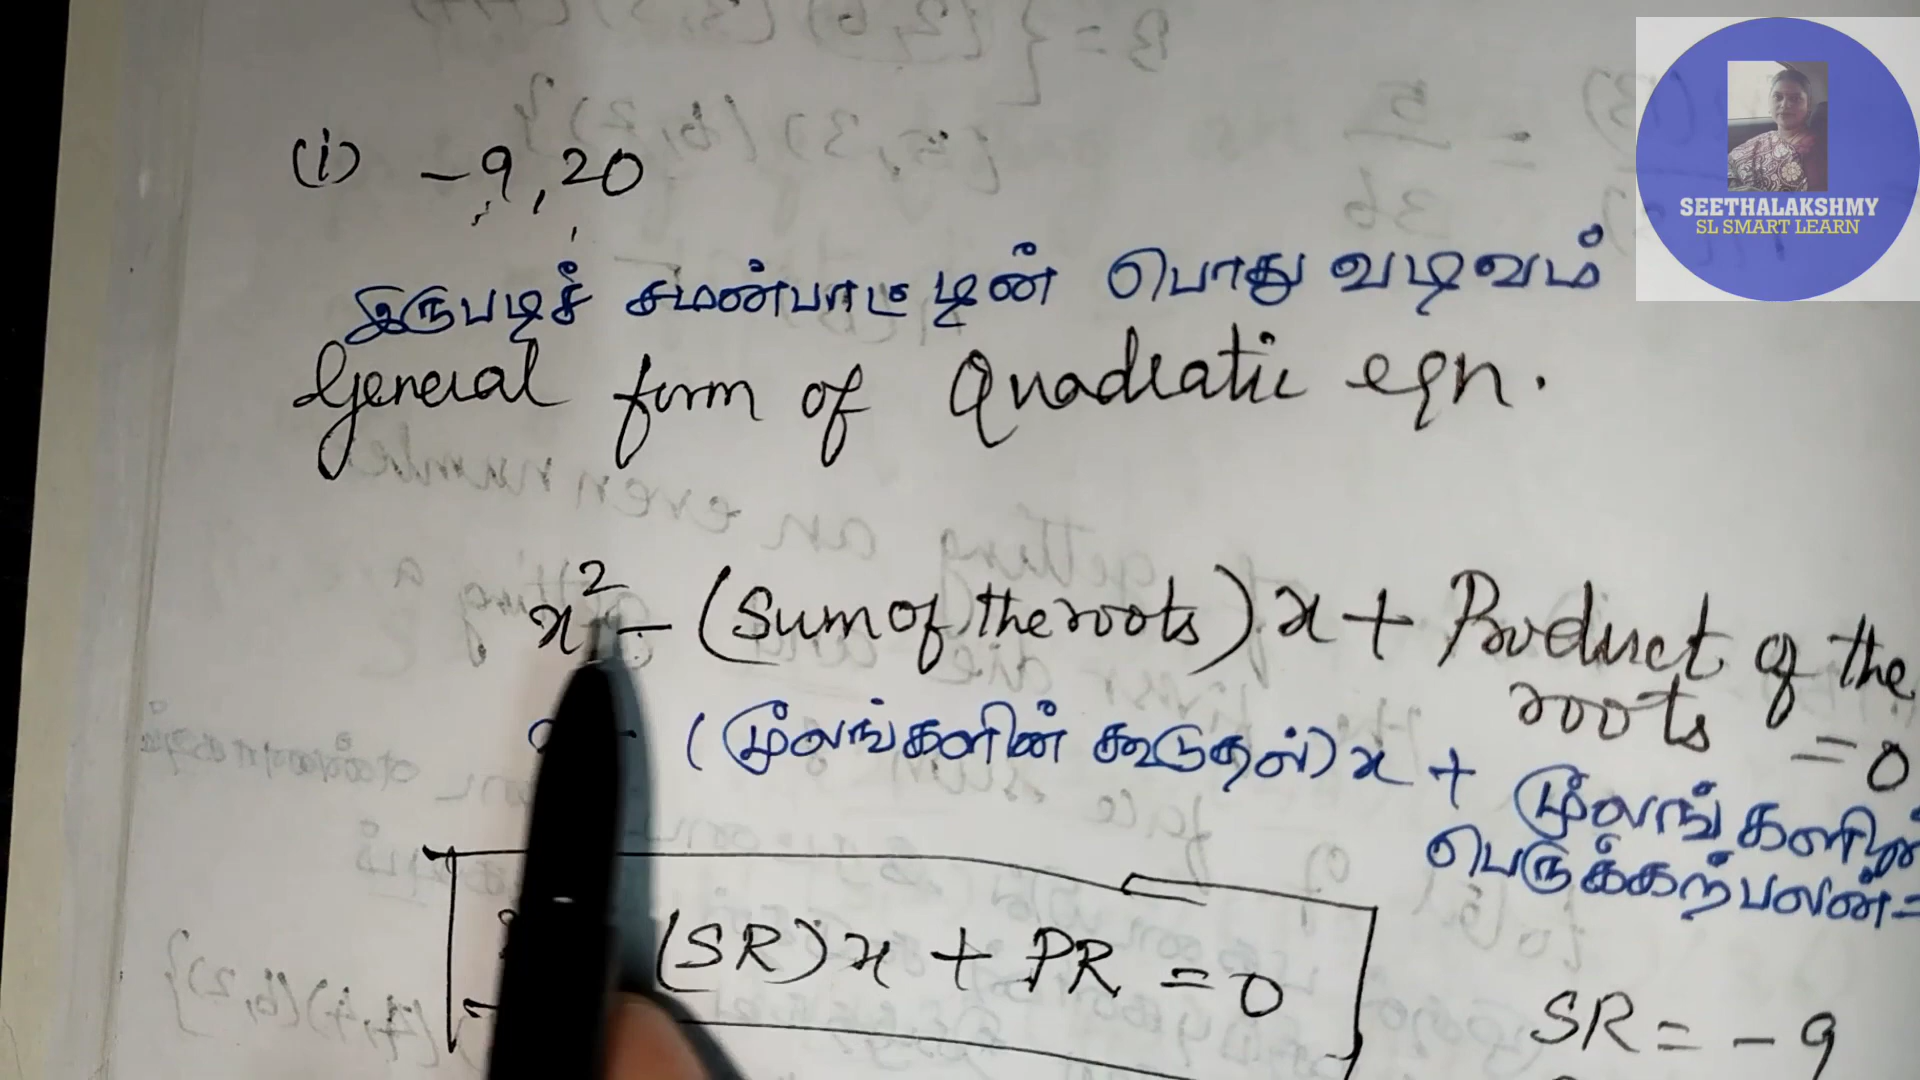 (i) -9, 20
இருபடிச் சமன்பாட்டின் பொது வடிவம்
General form of Quadratic eqn.
x² - (Sum of the roots) x + Product of the
roots = 0
(மூலங்களின் கூடுதல்) x + மூலங்களின்
பெருக்கற்பலன் =
(SR) x + PR = 0
SR = -9
SEETHALAKSHMY
SL SMART LEARN